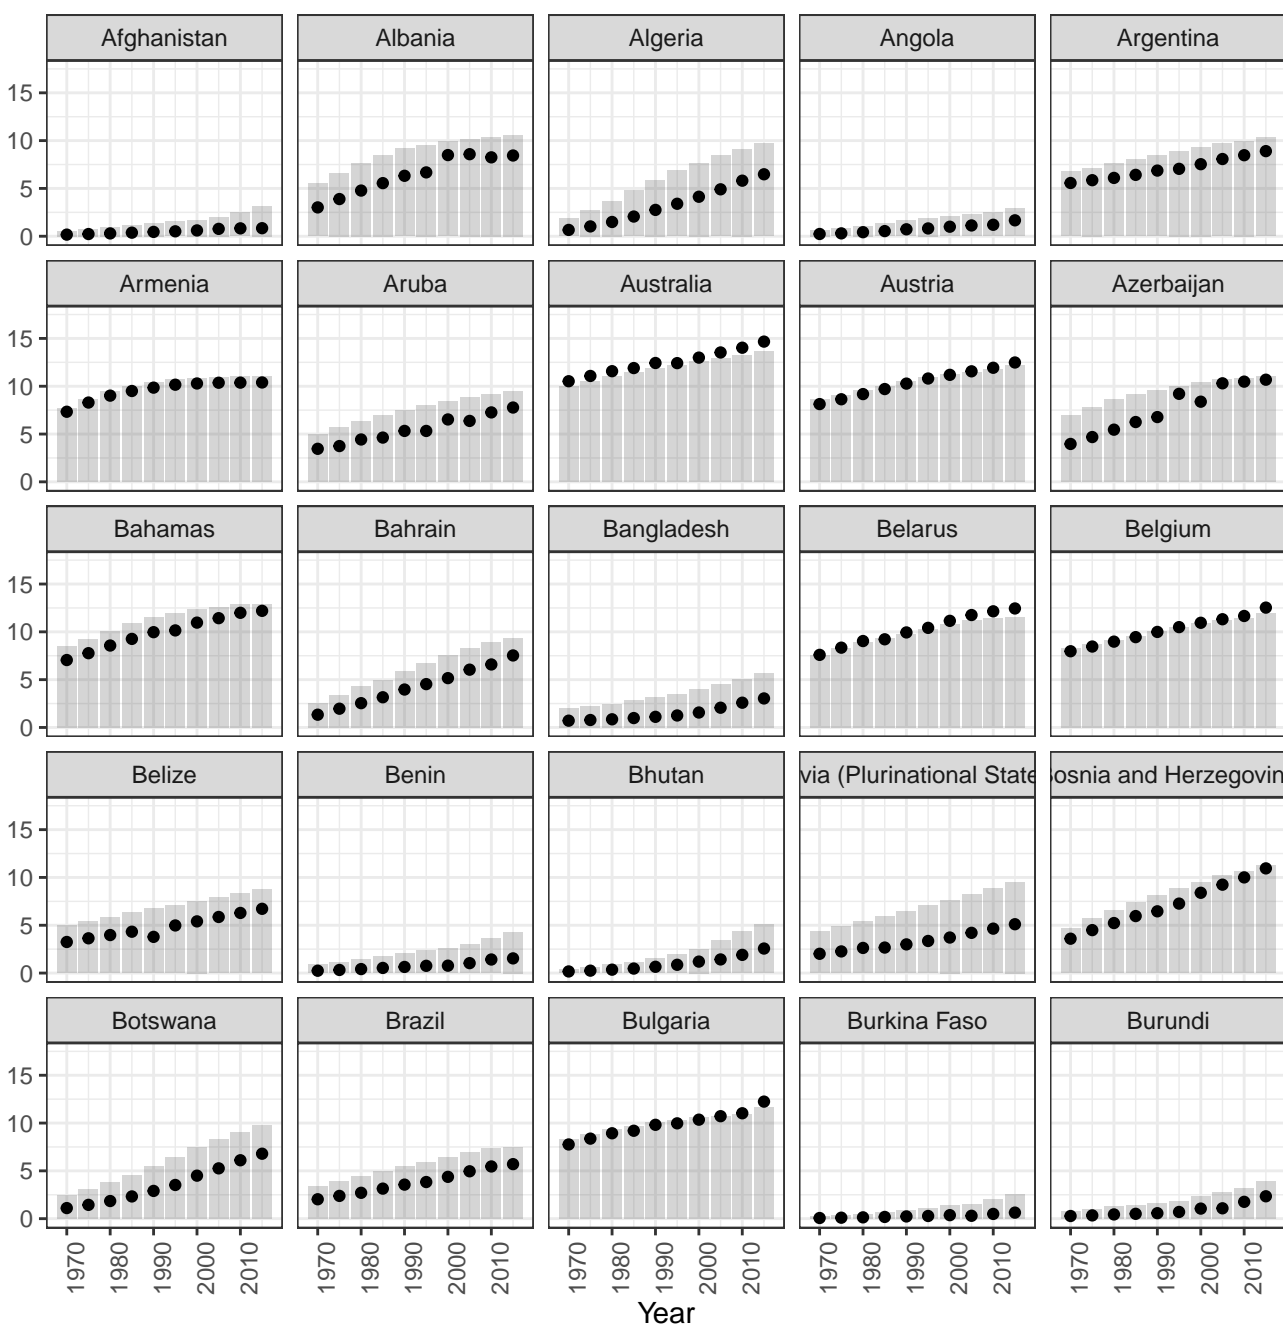 Afghanistan Albania Algeria Angola Argentina
15
10
5
0
Armenia Aruba Australia Austria Azerbaijan
15
10
5
0
Bahamas Bahrain Bangladesh Belarus Belgium
15
10
5
0
Belize Benin Bhutan via (Plurinational State Bosnia and Herzegovin
15
10
5
0
Botswana Brazil Bulgaria Burkina Faso Burundi
15
10
5
0
1970 1980 1990 2000 2010 1970 1980 1990 2000 2010 1970 1980 1990 2000 2010 1970 1980 1990 2000 2010 1970 1980 1990 2000 2010
Year